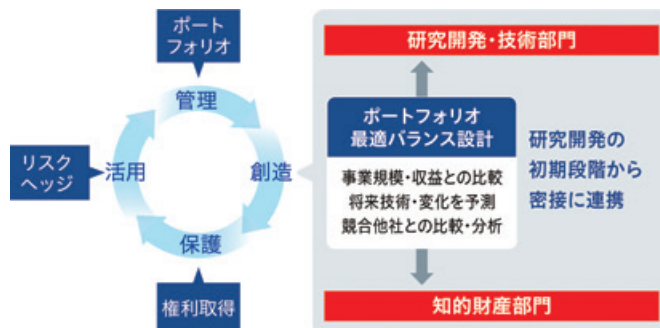 ポート
フォリオ
管理
リスク
ヘッジ
活用
創造
保護
権利取得
研究開発・技術部門
ポートフォリオ
最適バランス設計
事業規模・収益との比較
将来技術・変化を予測
競合他社との比較・分析
研究開発の
初期段階から
密接に連携
知的財産部門